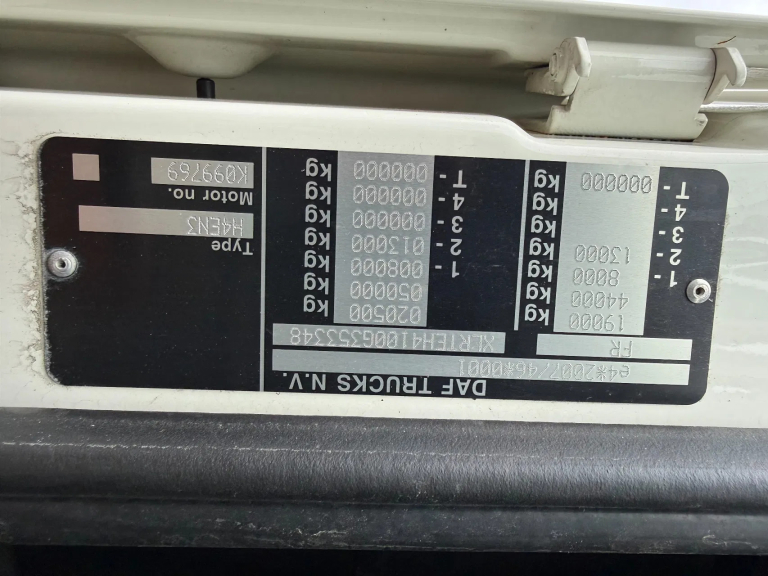 DAF TRUCKS N.V.
e4*2007/46*0001
FR XLRTEH4100G353348
19000 kg 020500 kg
44000 kg 050000 kg
1 - 8000 kg 1 - 008000 kg
2 - 13000 kg 2 - 013000 kg
3 - kg 3 - 000000 kg
4 - kg 4 - 000000 kg
T - 000000 kg T - 000000 kg
Type
H4EN3
Motor no.
K099769